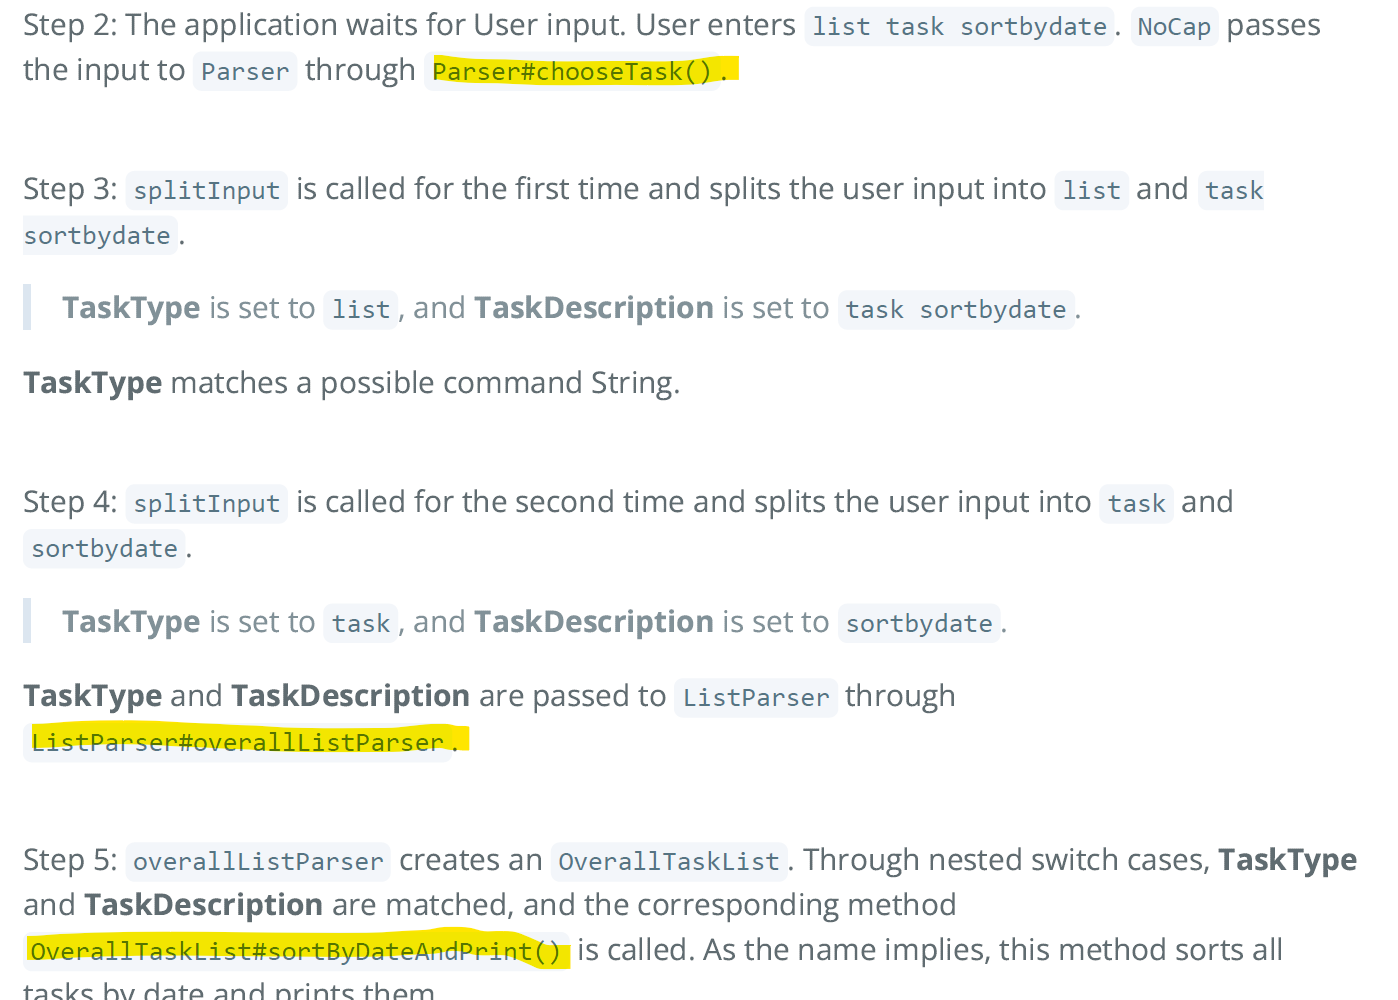 Step 2: The application waits for User input. User enters list task sortbydate. NoCap passes
the input to Parser through Parser#chooseTask().
Step 3: splitInput is called for the first time and splits the user input into list and task
sortbydate.
TaskType is set to list, and TaskDescription is set to task sortbydate.
TaskType matches a possible command String.
Step 4: splitInput is called for the second time and splits the user input into task and
sortbydate.
TaskType is set to task, and TaskDescription is set to sortbydate.
TaskType and TaskDescription are passed to ListParser through
ListParser#overallListParser.
Step 5: overallListParser creates an OverallTaskList. Through nested switch cases, TaskType
and TaskDescription are matched, and the corresponding method
OverallTaskList#sortByDateAndPrint() is called. As the name implies, this method sorts all
tasks by date and prints them